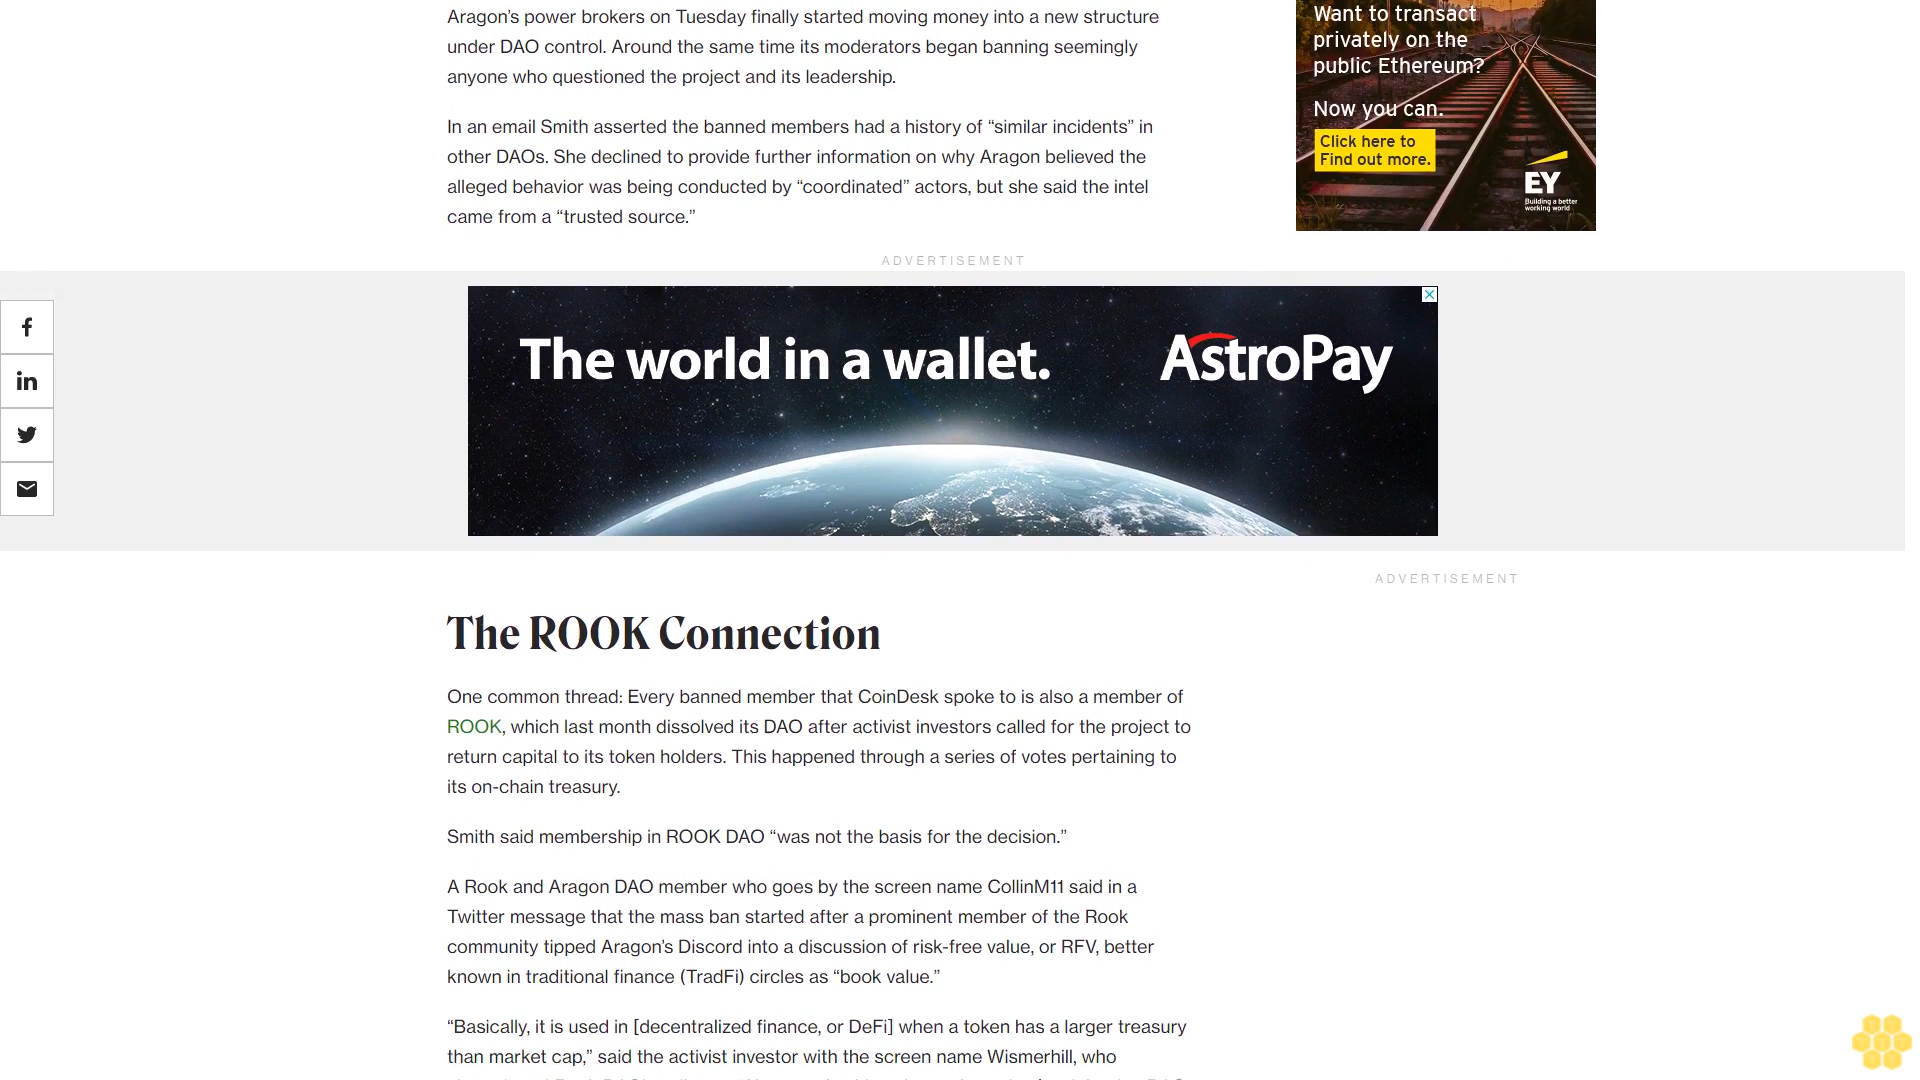 Aragon’s power brokers on Tuesday finally started moving money into a new structure
under DAO control. Around the same time its moderators began banning seemingly
anyone who questioned the project and its leadership.
In an email Smith asserted the banned members had a history of “similar incidents” in
other DAOs. She declined to provide further information on why Aragon believed the
alleged behavior was being conducted by “coordinated” actors, but she said the intel
came from a “trusted source.”
Want to transact
privately on the
public Ethereum?
Now you can.
Click here to
Find out more.
EY
Building a better
working world
ADVERTISEMENT
The world in a wallet.
AstroPay
ADVERTISEMENT
The ROOK Connection
One common thread: Every banned member that CoinDesk spoke to is also a member of
ROOK, which last month dissolved its DAO after activist investors called for the project to
return capital to its token holders. This happened through a series of votes pertaining to
its on-chain treasury.
Smith said membership in ROOK DAO “was not the basis for the decision.”
A Rook and Aragon DAO member who goes by the screen name CollinM11 said in a
Twitter message that the mass ban started after a prominent member of the Rook
community tipped Aragon’s Discord into a discussion of risk-free value, or RFV, better
known in traditional finance (TradFi) circles as “book value.”
“Basically, it is used in [decentralized finance, or DeFi] when a token has a larger treasury
than market cap,” said the activist investor with the screen name Wismerhill, who